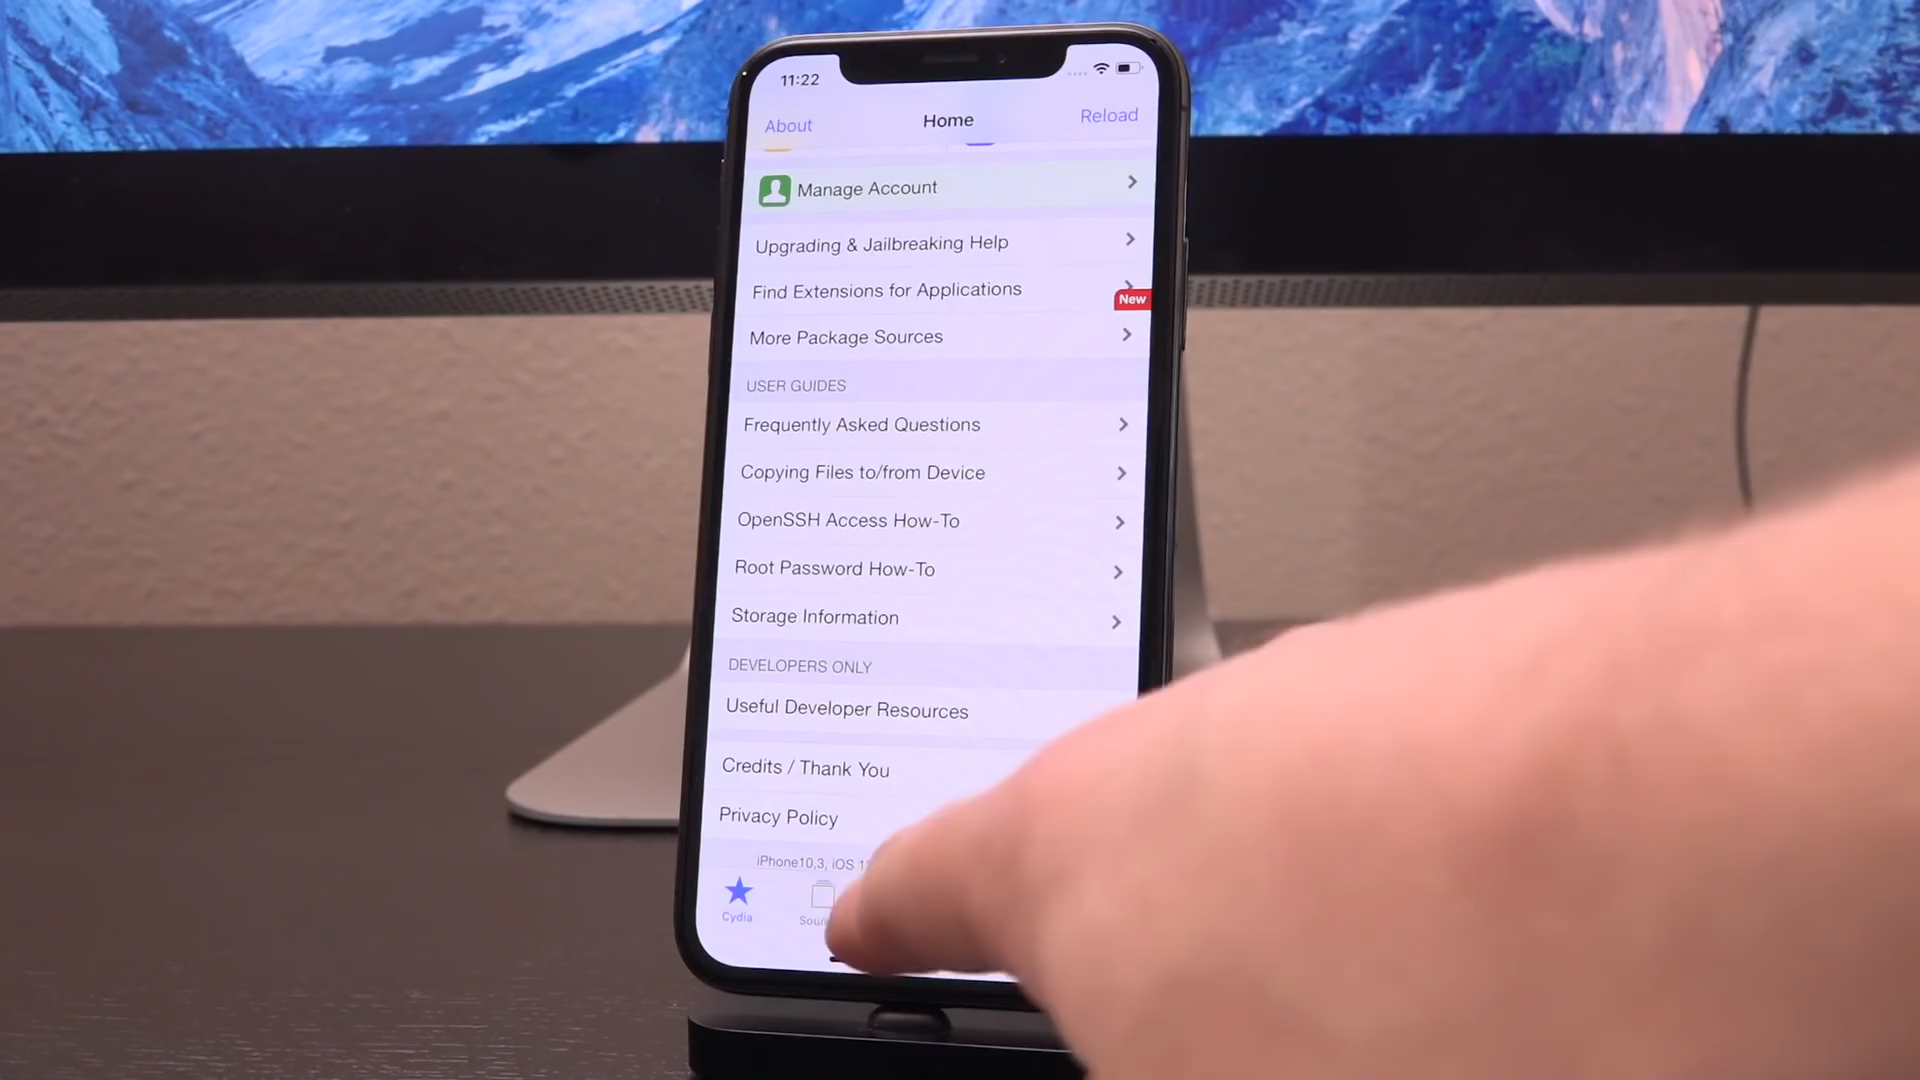 11:22
About
Home
Reload
Manage Account
Upgrading & Jailbreaking Help
Find Extensions for Applications
New
More Package Sources
USER GUIDES
Frequently Asked Questions
Copying Files to/from Device
OpenSSH Access How-To
Root Password How-To
Storage Information
DEVELOPERS ONLY
Useful Developer Resources
Credits / Thank You
Privacy Policy
iPhone10,3, iOS
Cydia